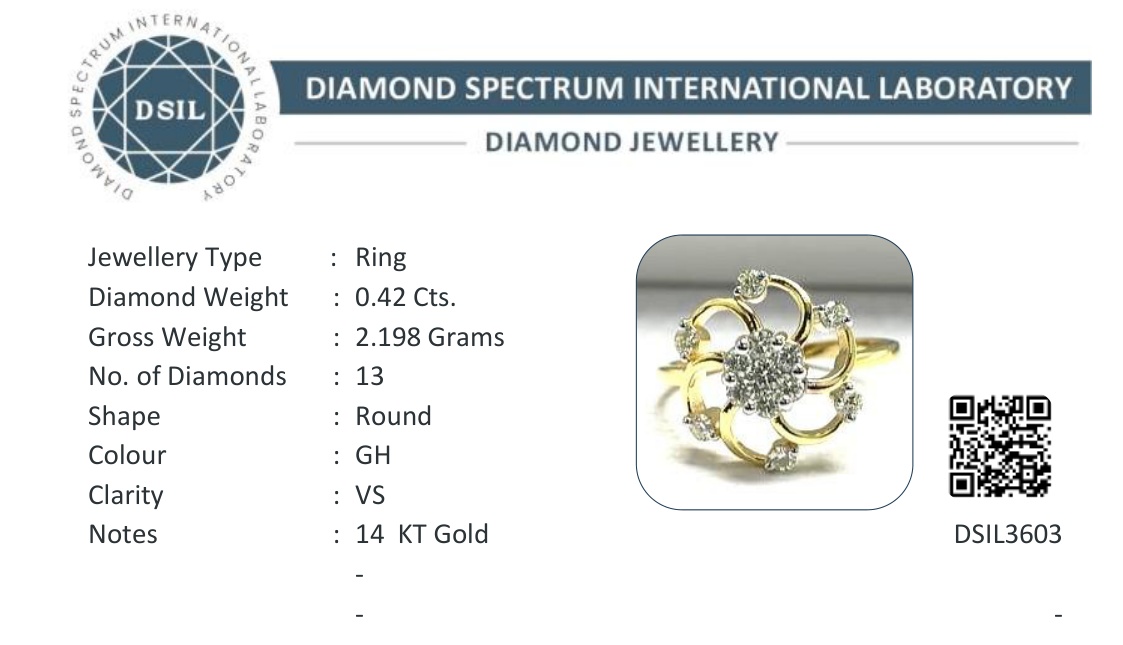 DIAMOND SPECTRUM INTERNATIONAL LABORATORY
DSIL
DIAMOND SPECTRUM INTERNATIONAL LABORATORY
DIAMOND JEWELLERY
Jewellery Type : Ring
Diamond Weight : 0.42 Cts.
Gross Weight : 2.198 Grams
No. of Diamonds : 13
Shape : Round
Colour : GH
Clarity : VS
Notes : 14 KT Gold
DSIL3603
-
- -